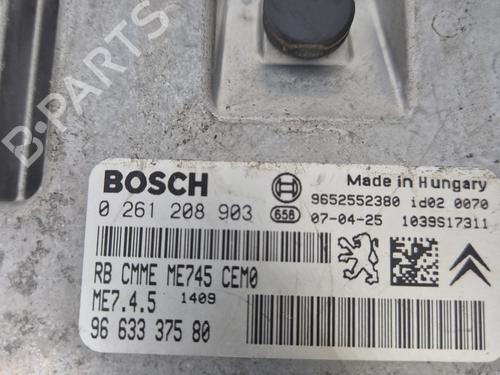 B-PARTS
BOSCH
0 261 208 903
658
Made in Hungary
9652552380 id02 0070
07-04-25 1039S17311
RB CMME ME745 CEM0
ME7.4.5 1409
96 633 375 80